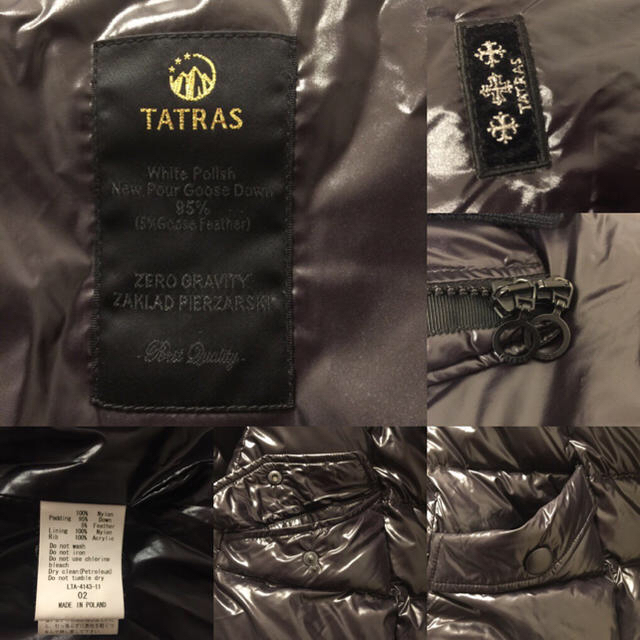 TATRAS
White Polish
New Pour Goose Down
95%
(5% Goose Feather)
ZERO GRAVITY
ZAKLAD PIERZARSKI
- Best Quality -
TATRAS
100% Nylon
Padding 95% Down
5% Feather
Lining 100% Nylon
Rib 100% Acrylic
Do not wash
Do not iron
Do not use chlorine
bleach
Dry clean(Petroleum)
Do not tumble dry
LTA-4143-11
02
MADE IN POLAND